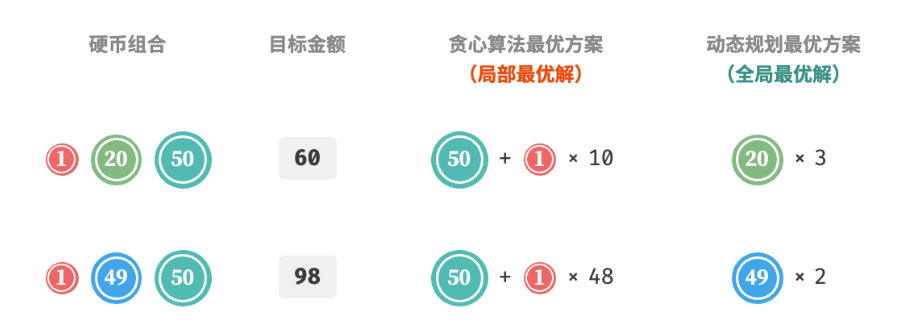 硬币组合 目标金额 贪心算法最优方案 动态规划最优方案
（局部最优解） （全局最优解）
1 20 50 60 50 + 1 × 10 20 × 3
1 49 50 98 50 + 1 × 48 49 × 2